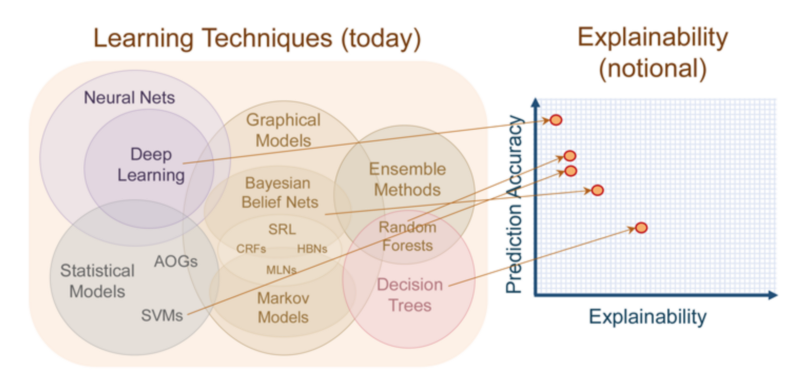 Learning Techniques (today)
Explainability
(notional)
Neural Nets
Deep
Learning
Graphical
Models
Bayesian
Belief Nets
Ensemble
Methods
SRL
CRFs
HBNs
MLNs
Random
Forests
Statistical
Models
AOGs
SVMs
Markov
Models
Decision
Trees
Prediction Accuracy
Explainability